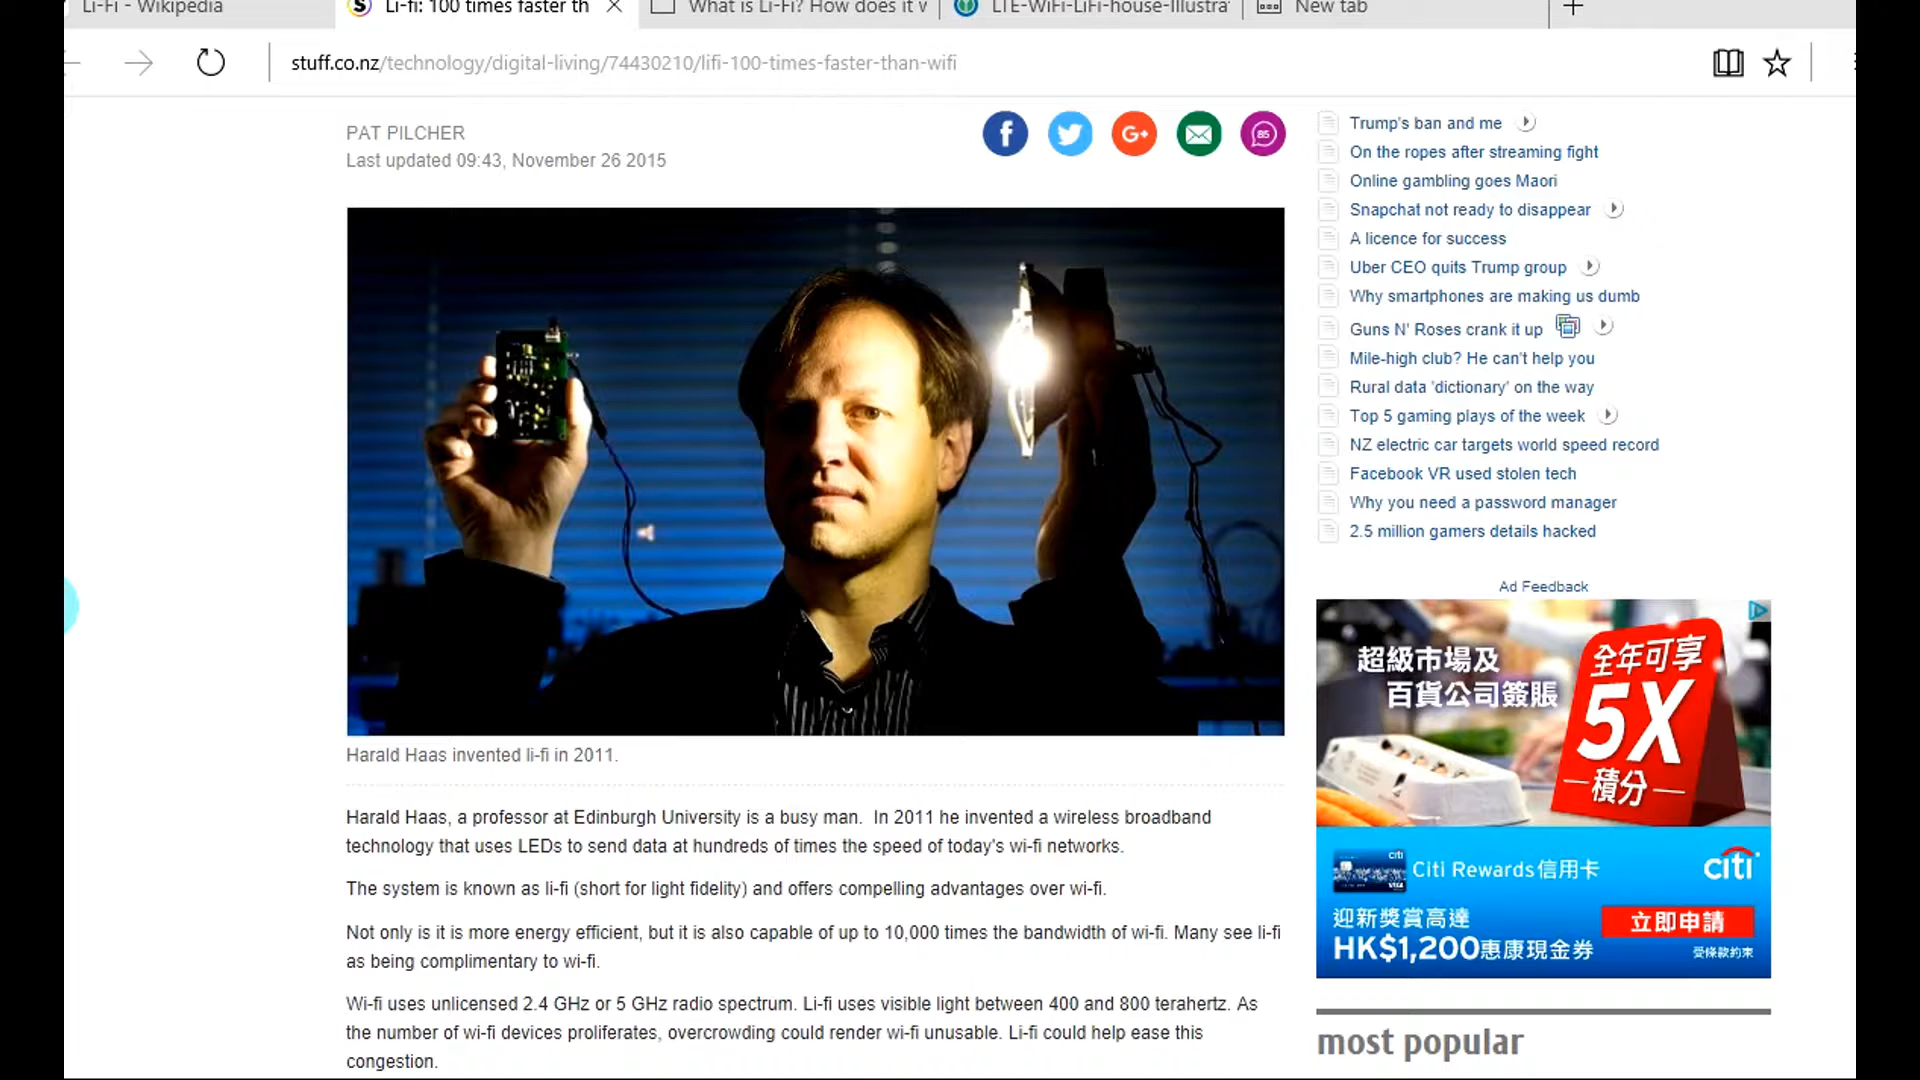 Li-Fi - Wikipedia
Li-fi: 100 times faster th
What is Li-Fi? How does it v
LTE-WiFi-LiFi-house-Illustra
New tab
stuff.co.nz/technology/digital-living/74430210/lifi-100-times-faster-than-wifi
PAT PILCHER
Last updated 09:43, November 26 2015
G+
85
Harald Haas invented li-fi in 2011.
Harald Haas, a professor at Edinburgh University is a busy man. In 2011 he invented a wireless broadband
technology that uses LEDs to send data at hundreds of times the speed of today's wi-fi networks.
The system is known as li-fi (short for light fidelity) and offers compelling advantages over wi-fi.
Not only is it is more energy efficient, but it is also capable of up to 10,000 times the bandwidth of wi-fi. Many see li-fi
as being complimentary to wi-fi.
Wi-fi uses unlicensed 2.4 GHz or 5 GHz radio spectrum. Li-fi uses visible light between 400 and 800 terahertz. As
the number of wi-fi devices proliferates, overcrowding could render wi-fi unusable. Li-fi could help ease this
congestion.
Trump's ban and me
On the ropes after streaming fight
Online gambling goes Maori
Snapchat not ready to disappear
A licence for success
Uber CEO quits Trump group
Why smartphones are making us dumb
Guns N' Roses crank it up
Mile-high club? He can't help you
Rural data 'dictionary' on the way
Top 5 gaming plays of the week
NZ electric car targets world speed record
Facebook VR used stolen tech
Why you need a password manager
2.5 million gamers details hacked
Ad Feedback
超級市場及
百貨公司簽賬
全年可享
5X
積分
citi
VISA
Citi Rewards信用卡
citi
迎新獎賞高達
HK$1,200惠康現金券
立即申請
受條款約束
most popular